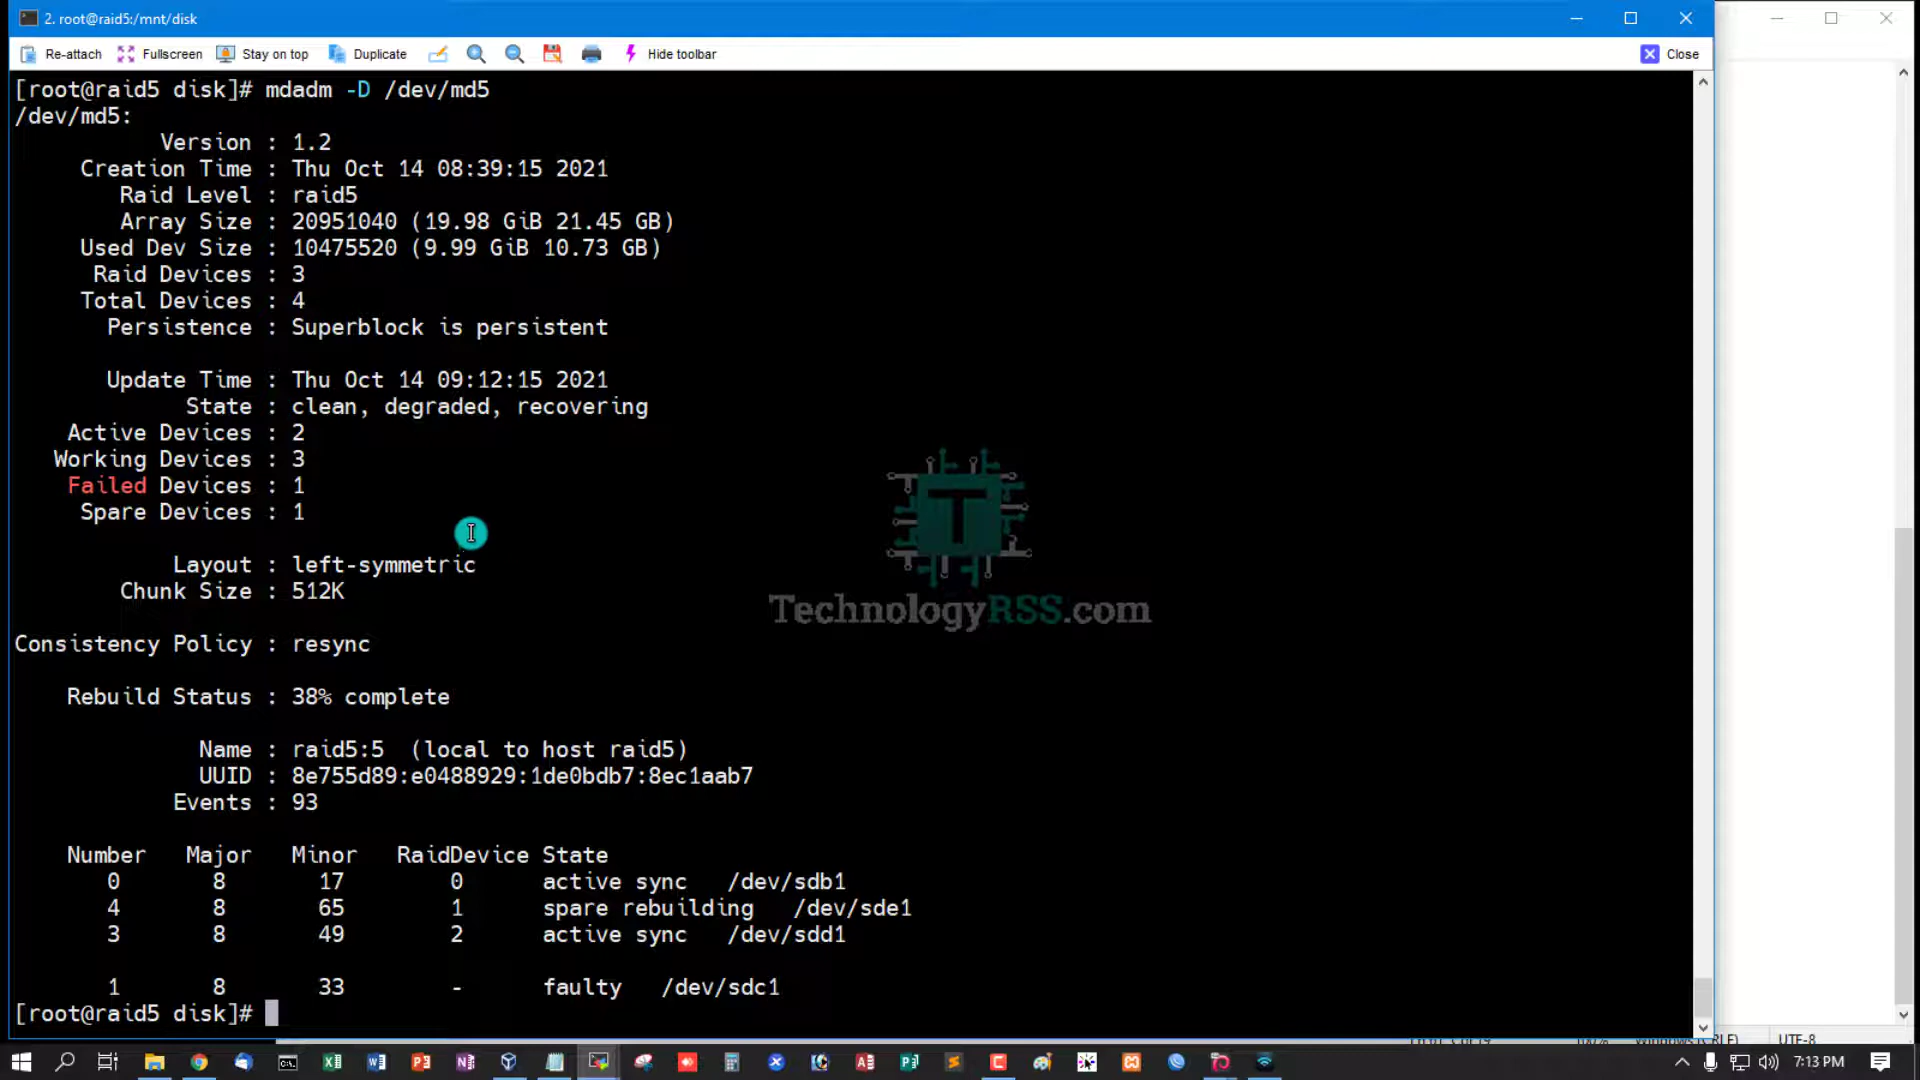 2. root@raid5:/mnt/disk
Re-attach Fullscreen Stay on top Duplicate Hide toolbar Close
[root@raid5 disk]# mdadm -D /dev/md5
/dev/md5:
Version : 1.2
Creation Time : Thu Oct 14 08:39:15 2021
Raid Level : raid5
Array Size : 20951040 (19.98 GiB 21.45 GB)
Used Dev Size : 10475520 (9.99 GiB 10.73 GB)
Raid Devices : 3
Total Devices : 4
Persistence : Superblock is persistent
Update Time : Thu Oct 14 09:12:15 2021
State : clean, degraded, recovering
Active Devices : 2
Working Devices : 3
Failed Devices : 1
Spare Devices : 1
Layout : left-symmetric
Chunk Size : 512K
TechnologyRSS.com
Consistency Policy : resync
Rebuild Status : 38% complete
Name : raid5:5 (local to host raid5)
UUID : 8e755d89:e0488929:1de0bdb7:8ec1aab7
Events : 93
Number Major Minor RaidDevice State
0 8 17 0 active sync /dev/sdb1
4 8 65 1 spare rebuilding /dev/sde1
3 8 49 2 active sync /dev/sdd1
1 8 33 - faulty /dev/sdc1
[root@raid5 disk]#
UTF-8
7:13 PM